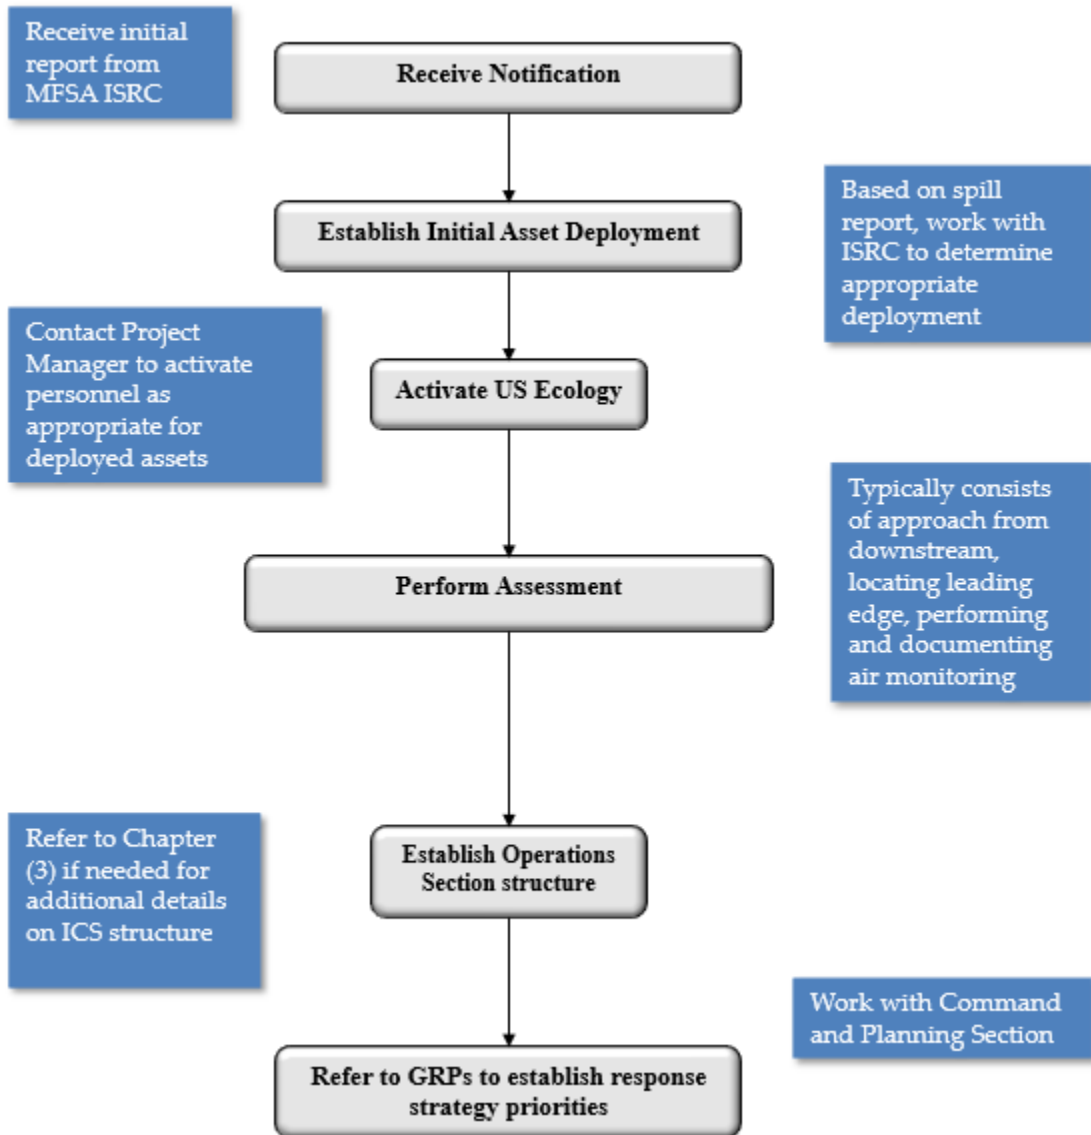 Receive initial
report from
MFSA ISRC
Receive Notification
Establish Initial Asset Deployment
Based on spill
report, work with
ISRC to determine
appropriate
deployment
Contact Project
Manager to activate
personnel as
appropriate for
deployed assets
Activate US Ecology
Typically consists
of approach from
downstream,
locating leading
edge, performing
and documenting
air monitoring
Perform Assessment
Refer to Chapter
(3) if needed for
additional details
on ICS structure
Establish Operations
Section structure
Work with Command
and Planning Section
Refer to GRPs to establish response
strategy priorities